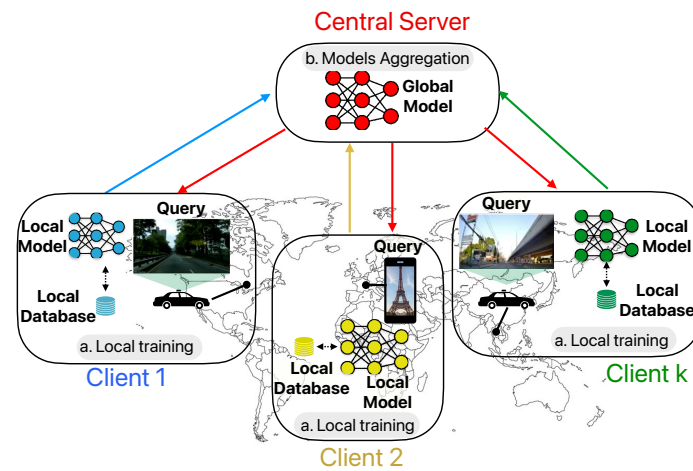 Central Server
b. Models Aggregation
Global
Model
Query
Local
Model
Local
Database
a. Local training
Client 1
Query
Local
Database
Local
Model
a. Local training
Client 2
Query
Local
Model
Local
Database
a. Local training
Client k